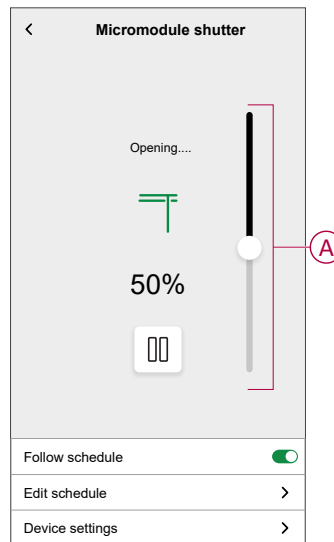 Micromodule shutter
Opening....
50%
A
Follow schedule
Edit schedule
Device settings